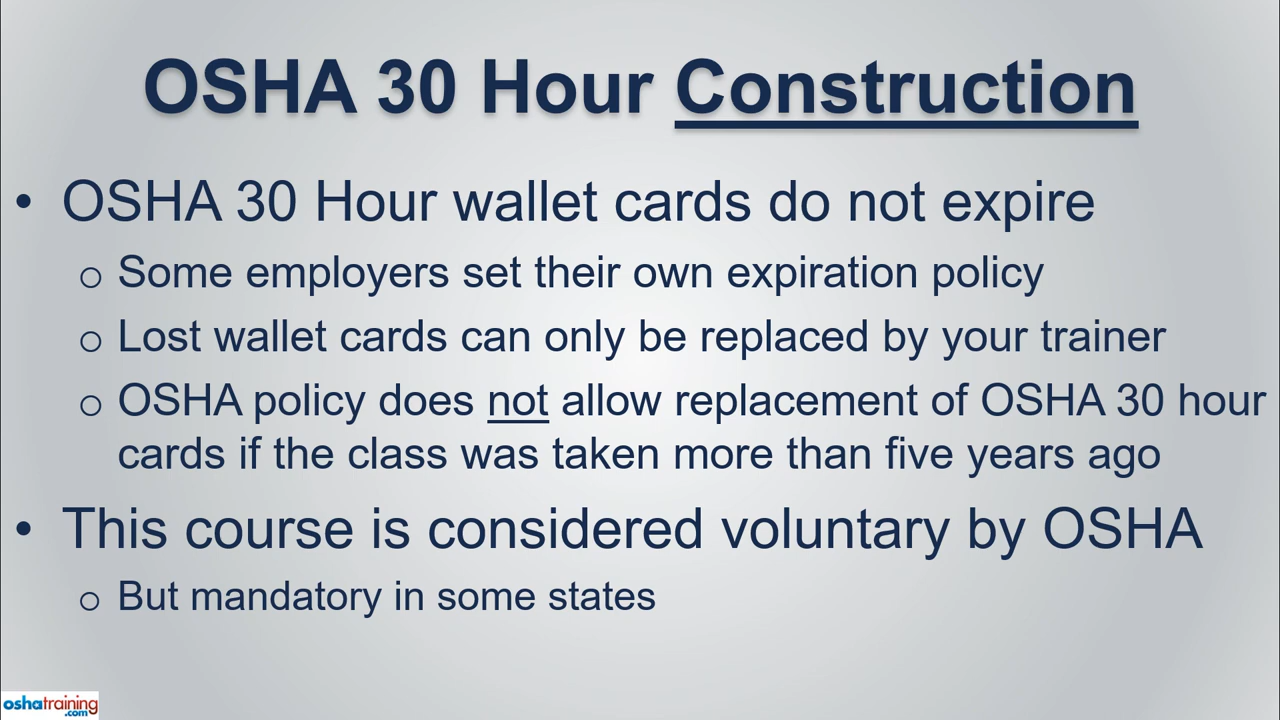 OSHA 30 Hour Construction
• OSHA 30 Hour wallet cards do not expire
o Some employers set their own expiration policy
o Lost wallet cards can only be replaced by your trainer
o OSHA policy does not allow replacement of OSHA 30 hour
cards if the class was taken more than five years ago
• This course is considered voluntary by OSHA
o But mandatory in some states
oshatraining
.com